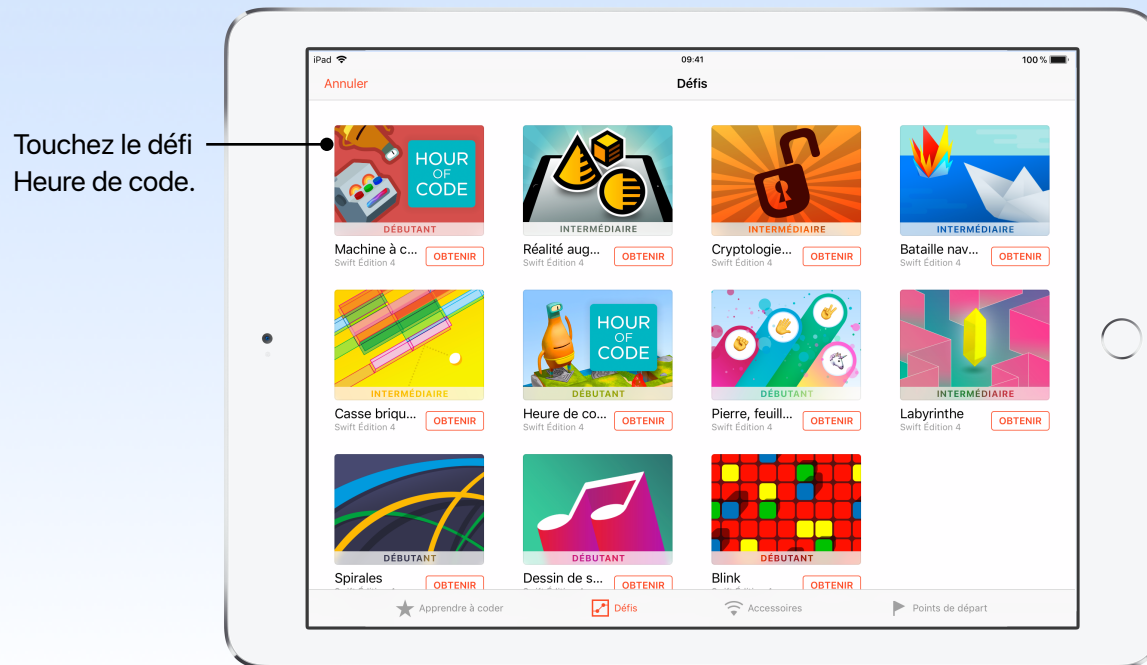 Touchez le défi
Heure de code.
iPad 09:41 100 %
Annuler Défis
HOUR
OF
CODE
DÉBUTANT
Machine à c... OBTENIR
Swift Édition 4
INTERMÉDIAIRE
Réalité aug... OBTENIR
Swift Édition 4
INTERMÉDIAIRE
Cryptologie... OBTENIR
Swift Édition 4
INTERMÉDIAIRE
Bataille nav... OBTENIR
Swift Édition 4
INTERMÉDIAIRE
Casse briqu... OBTENIR
Swift Édition 4
HOUR
OF
CODE
DÉBUTANT
Heure de co... OBTENIR
Swift Édition 4
DÉBUTANT
Pierre, feuill... OBTENIR
Swift Édition 4
INTERMÉDIAIRE
Labyrinthe OBTENIR
Swift Édition 4
DÉBUTANT
Spirales OBTENIR
DÉBUTANT
Dessin de s... OBTENIR
DÉBUTANT
Blink OBTENIR
Apprendre à coder Défis Accessoires Points de départ